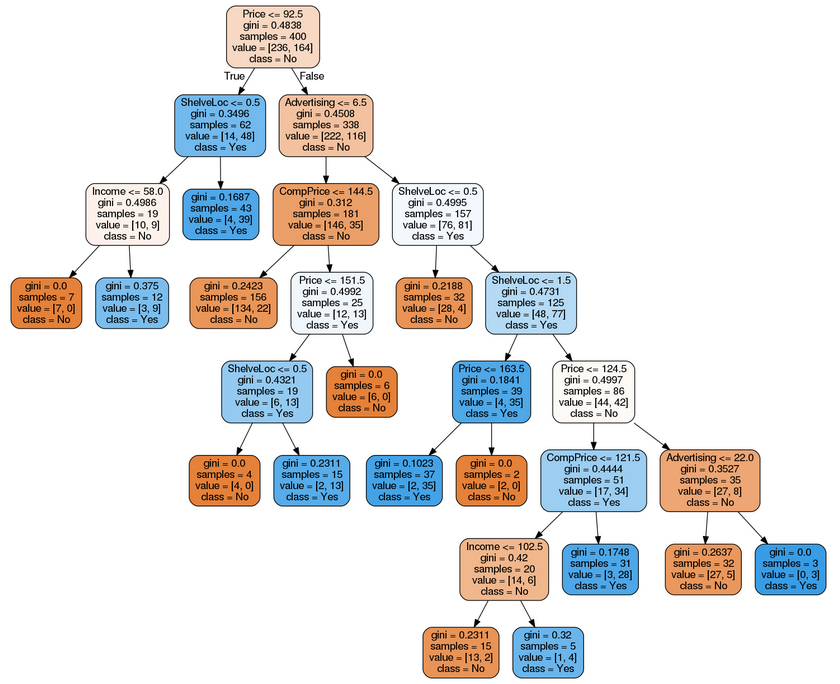 Price <= 92.5
gini = 0.4838
samples = 400
value = [236, 164]
class = No
True
False
ShelveLoc <= 0.5
gini = 0.3496
samples = 62
value = [14, 48]
class = Yes
Advertising <= 6.5
gini = 0.4508
samples = 338
value = [222, 116]
class = No
Income <= 58.0
gini = 0.4986
samples = 19
value = [10, 9]
class = No
gini = 0.1687
samples = 43
value = [4, 39]
class = Yes
CompPrice <= 144.5
gini = 0.312
samples = 181
value = [146, 35]
class = No
ShelveLoc <= 0.5
gini = 0.4995
samples = 157
value = [76, 81]
class = Yes
gini = 0.0
samples = 7
value = [7, 0]
class = No
gini = 0.375
samples = 12
value = [3, 9]
class = Yes
gini = 0.2423
samples = 156
value = [134, 22]
class = No
Price <= 151.5
gini = 0.4992
samples = 25
value = [12, 13]
class = Yes
gini = 0.2188
samples = 32
value = [28, 4]
class = No
ShelveLoc <= 1.5
gini = 0.4731
samples = 125
value = [48, 77]
class = Yes
ShelveLoc <= 0.5
gini = 0.4321
samples = 19
value = [6, 13]
class = Yes
gini = 0.0
samples = 6
value = [6, 0]
class = No
Price <= 163.5
gini = 0.1841
samples = 39
value = [4, 35]
class = Yes
Price <= 124.5
gini = 0.4997
samples = 86
value = [44, 42]
class = No
gini = 0.0
samples = 4
value = [4, 0]
class = No
gini = 0.2311
samples = 15
value = [2, 13]
class = Yes
gini = 0.1023
samples = 37
value = [2, 35]
class = Yes
gini = 0.0
samples = 2
value = [2, 0]
class = No
CompPrice <= 121.5
gini = 0.4444
samples = 51
value = [17, 34]
class = Yes
Advertising <= 22.0
gini = 0.3527
samples = 35
value = [27, 8]
class = No
Income <= 102.5
gini = 0.42
samples = 20
value = [14, 6]
class = No
gini = 0.1748
samples = 31
value = [3, 28]
class = Yes
gini = 0.2637
samples = 32
value = [27, 5]
class = No
gini = 0.0
samples = 3
value = [0, 3]
class = Yes
gini = 0.2311
samples = 15
value = [13, 2]
class = No
gini = 0.32
samples = 5
value = [1, 4]
class = Yes